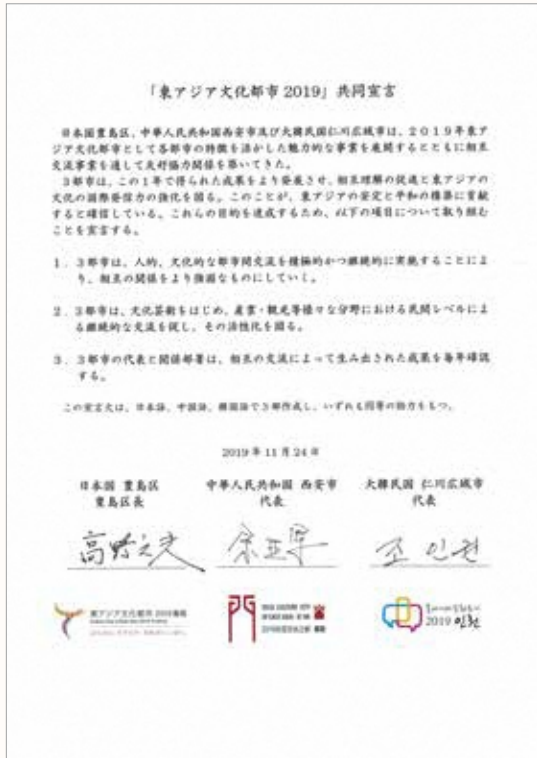 「東アジア文化都市 2019」共同宣言
日本国豊島区、中華人民共和国西安市及び大韓民国仁川広域市は、２０１９年東ア
ジア文化都市として各都市の特徴を活かした魅力的な事業を展開するとともに相互
交流事業を通して友好協力関係を築いてきた。
３都市は、この１年で得られた成果をより発展させ、相互理解の促進と東アジアの
文化の国際発信力の強化を図る。このことが、東アジアの安定と平和の構築に貢献
すると確信している。これらの目的を達成するため、以下の項目について取り組む
ことを宣言する。
１．３都市は、人的、文化的な都市間交流を積極的かつ継続的に実施することによ
り、相互の関係をより強固なものにしていく。
２．３都市は、文化芸術をはじめ、産業・観光等様々な分野における民間レベルによ
る継続的な交流を促し、その活性化を図る。
３．３都市の代表と関係部署は、相互の交流によって生み出された成果を毎年確認
する。
この宣言文は、日本語、中国語、韓国語で３部作成し、いずれも同等の効力をもつ。
2019 年 11 月 24 日
日本国 豊島区 中華人民共和国 西安市 大韓民国 仁川広域市
豊島区長 代表 代表
高野之夫 조인권
東アジア文化都市 2019豊島
2019 인천